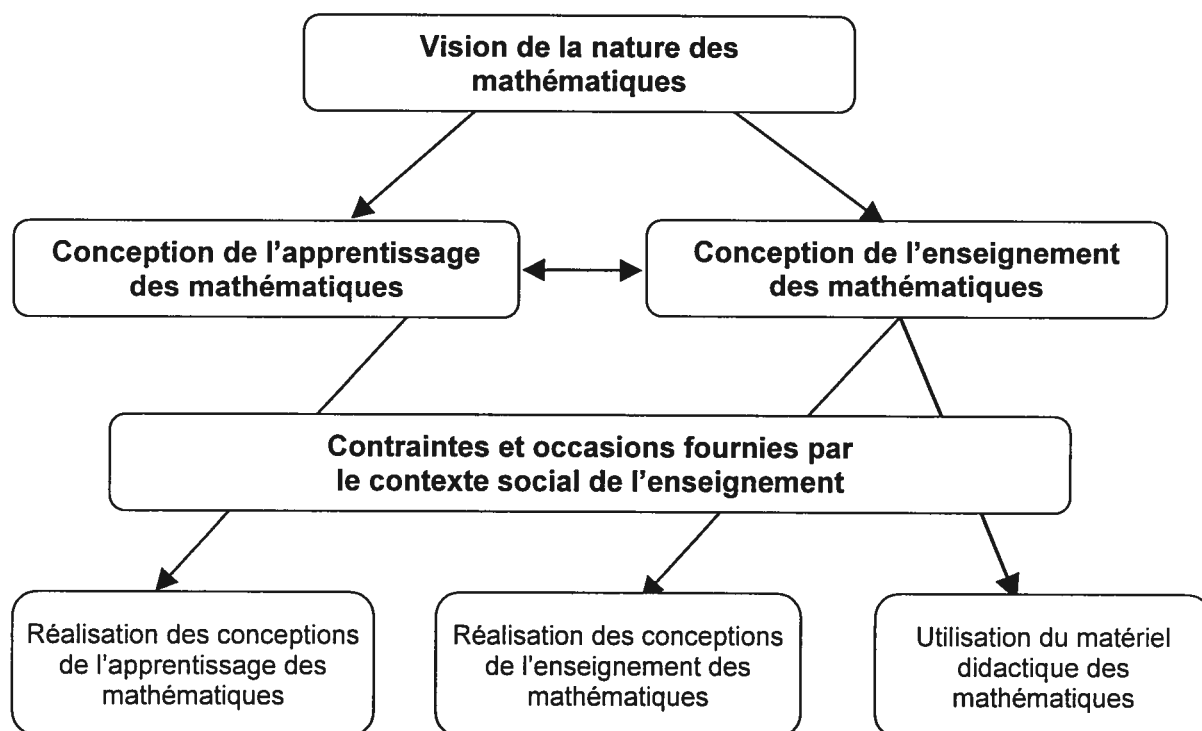 Vision de la nature des
mathématiques
Conception de l'apprentissage
des mathématiques
Conception de l'enseignement
des mathématiques
Contraintes et occasions fournies par
le contexte social de l'enseignement
Réalisation des conceptions
de l'apprentissage des
mathématiques
Réalisation des conceptions
de l'enseignement des
mathématiques
Utilisation du matériel
didactique des
mathématiques